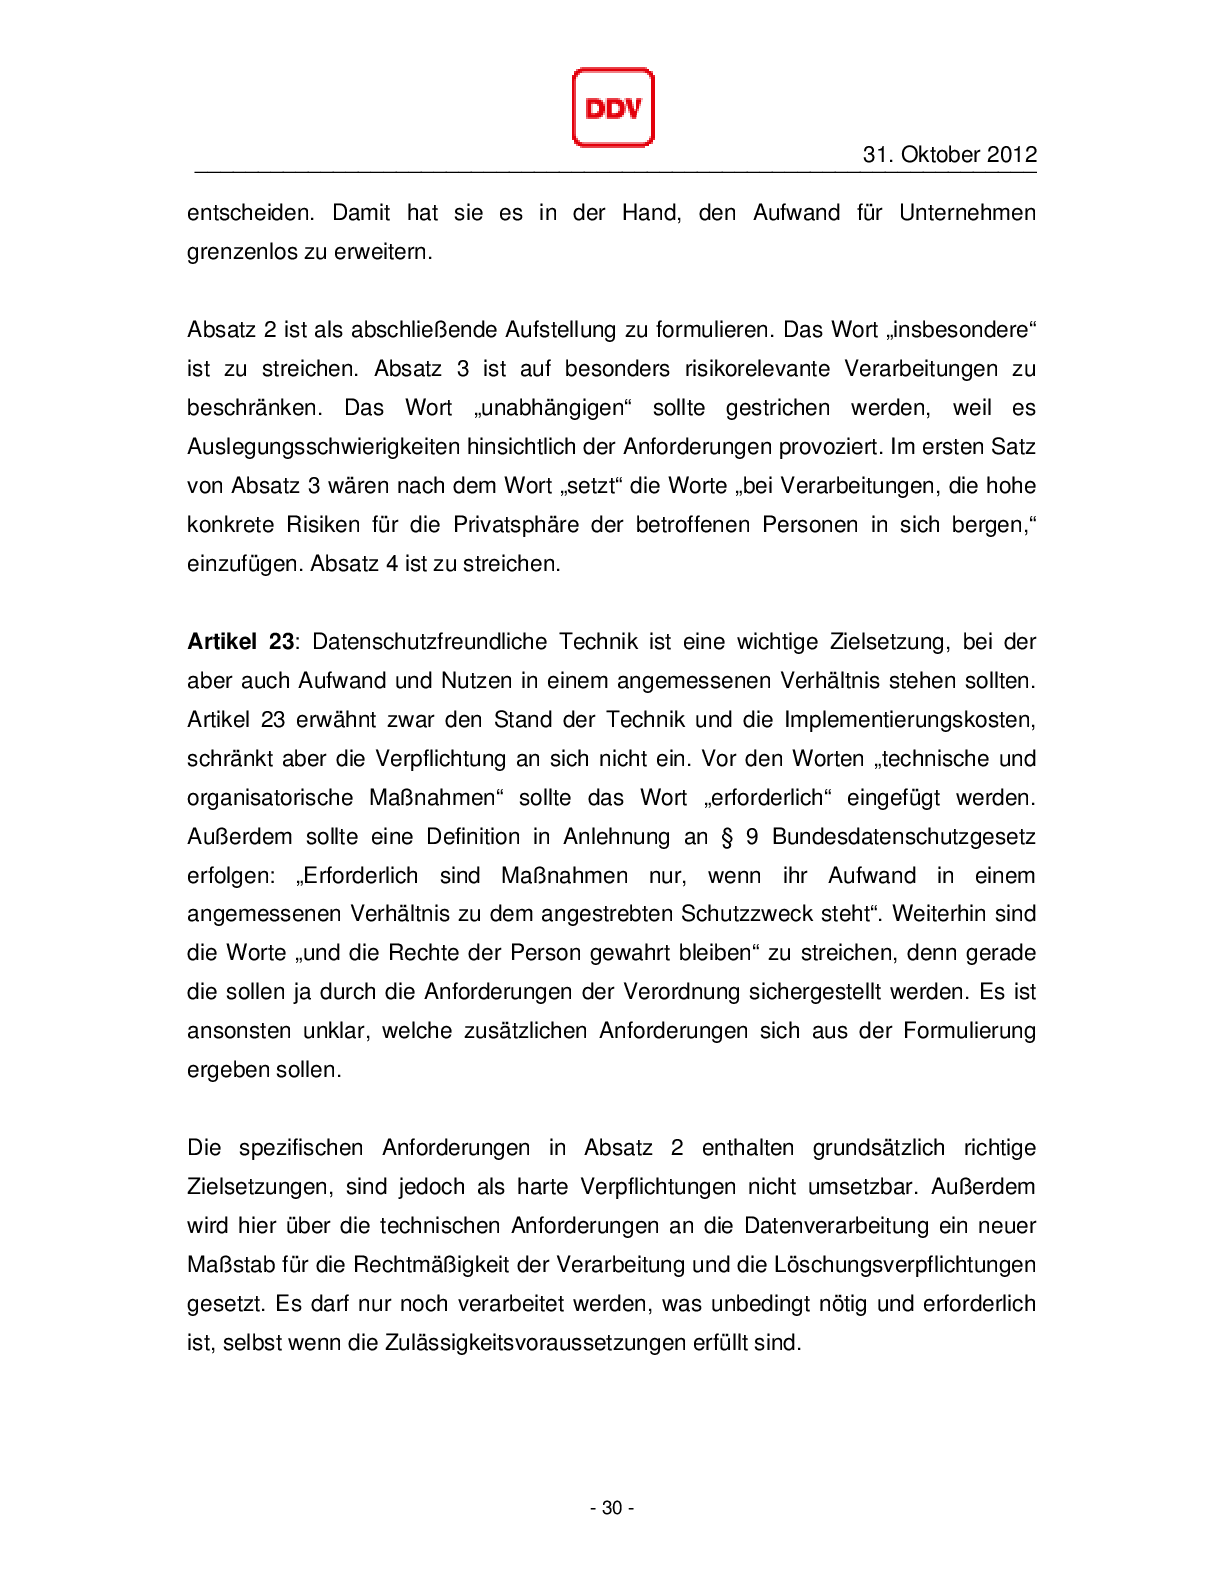 DDV
31. Oktober 2012
entscheiden. Damit hat sie es in der Hand, den Aufwand für Unternehmen
grenzenlos zu erweitern.
Absatz 2 ist als abschließende Aufstellung zu formulieren. Das Wort „insbesondere“
ist zu streichen. Absatz 3 ist auf besonders risikorelevante Verarbeitungen zu
beschränken. Das Wort „unabhängigen“ sollte gestrichen werden, weil es
Auslegungsschwierigkeiten hinsichtlich der Anforderungen provoziert. Im ersten Satz
von Absatz 3 wären nach dem Wort „setzt“ die Worte „bei Verarbeitungen, die hohe
konkrete Risiken für die Privatsphäre der betroffenen Personen in sich bergen,“
einzufügen. Absatz 4 ist zu streichen.
Artikel 23: Datenschutzfreundliche Technik ist eine wichtige Zielsetzung, bei der
aber auch Aufwand und Nutzen in einem angemessenen Verhältnis stehen sollten.
Artikel 23 erwähnt zwar den Stand der Technik und die Implementierungskosten,
schränkt aber die Verpflichtung an sich nicht ein. Vor den Worten „technische und
organisatorische Maßnahmen“ sollte das Wort „erforderlich“ eingefügt werden.
Außerdem sollte eine Definition in Anlehnung an § 9 Bundesdatenschutzgesetz
erfolgen: „Erforderlich sind Maßnahmen nur, wenn ihr Aufwand in einem
angemessenen Verhältnis zu dem angestrebten Schutzzweck steht“. Weiterhin sind
die Worte „und die Rechte der Person gewahrt bleiben“ zu streichen, denn gerade
die sollen ja durch die Anforderungen der Verordnung sichergestellt werden. Es ist
ansonsten unklar, welche zusätzlichen Anforderungen sich aus der Formulierung
ergeben sollen.
Die spezifischen Anforderungen in Absatz 2 enthalten grundsätzlich richtige
Zielsetzungen, sind jedoch als harte Verpflichtungen nicht umsetzbar. Außerdem
wird hier über die technischen Anforderungen an die Datenverarbeitung ein neuer
Maßstab für die Rechtmäßigkeit der Verarbeitung und die Löschungsverpflichtungen
gesetzt. Es darf nur noch verarbeitet werden, was unbedingt nötig und erforderlich
ist, selbst wenn die Zulässigkeitsvoraussetzungen erfüllt sind.
- 30 -